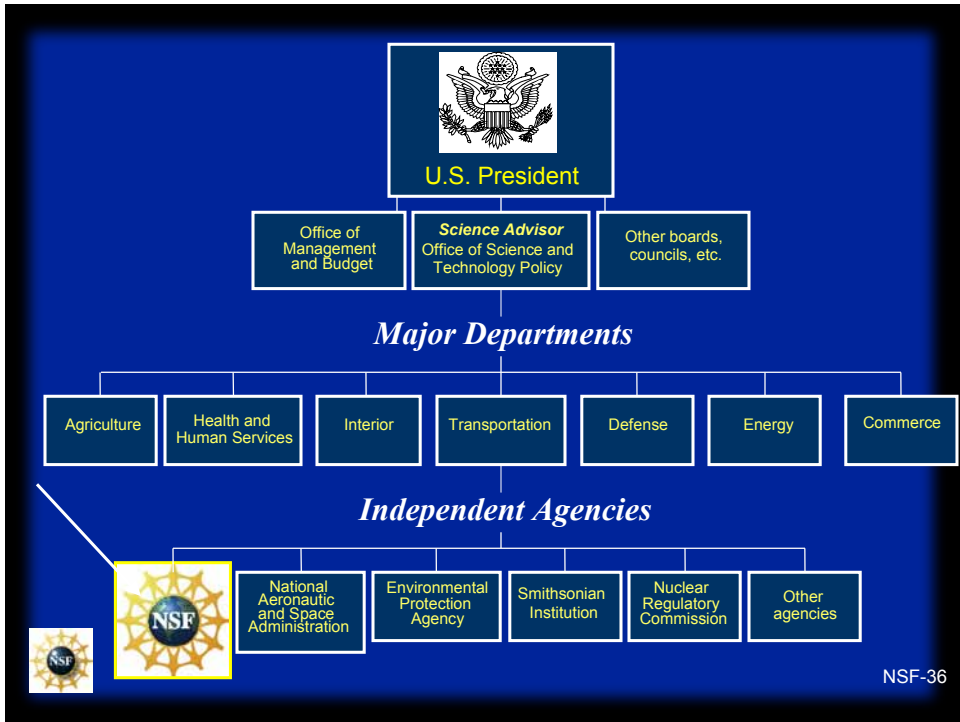 U.S. President
Office of
Management
and Budget
Science Advisor
Office of Science and
Technology Policy
Other boards,
councils, etc.
Major Departments
Agriculture
Health and
Human Services
Interior
Transportation
Defense
Energy
Commerce
Independent Agencies
NSF
National
Aeronautic
and Space
Administration
Environmental
Protection
Agency
Smithsonian
Institution
Nuclear
Regulatory
Commission
Other
agencies
NSF
NSF-36